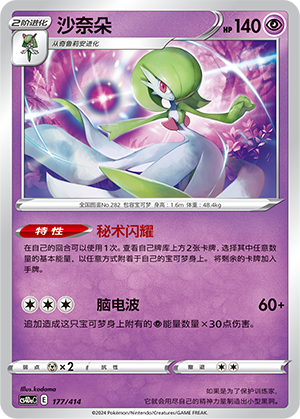 2阶进化
沙奈朵
HP 140
从奇鲁莉安进化
全国图鉴No.282 包容宝可梦 身高：1.6m 体重：48.4kg
特性 秘术闪耀
在自己的回合可以使用1次。查看自己牌库上方2张卡牌，选择其中任意数
量的基本能量，以任意方式附着于自己的宝可梦身上。将剩余的卡牌加入
手牌。
脑电波 60+
追加造成这只宝可梦身上附有的能量数量×30点伤害。
弱点 ×2 抵抗力 撤退
Illus.kodama
E 177/414
如果是为了保护训练家，
它就会用尽自己的精神力量制造出小型黑洞。
©2024 Pokémon/Nintendo/Creatures/GAME FREAK.